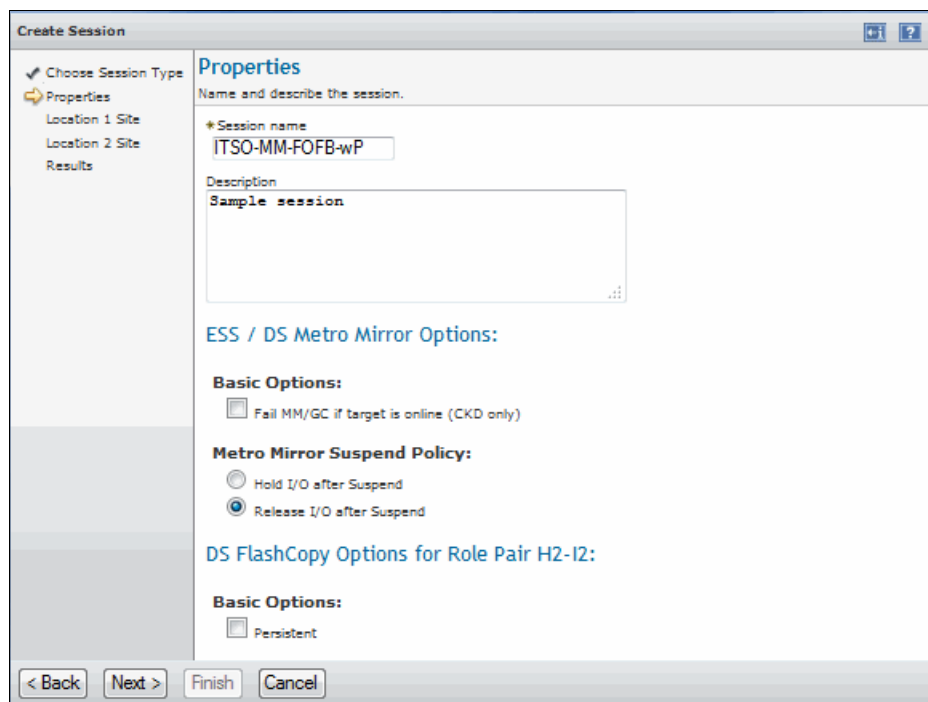 Create Session
Choose Session Type
Properties
Location 1 Site
Location 2 Site
Results
Properties
Name and describe the session.
*Session name
ITSO-MM-FOFB-wP
Description
Sample session
ESS / DS Metro Mirror Options:
Basic Options:
Fail MM/GC if target is online (CKD only)
Metro Mirror Suspend Policy:
Hold I/O after Suspend
Release I/O after Suspend
DS FlashCopy Options for Role Pair H2-I2:
Basic Options:
Persistent
< Back Next > Finish Cancel